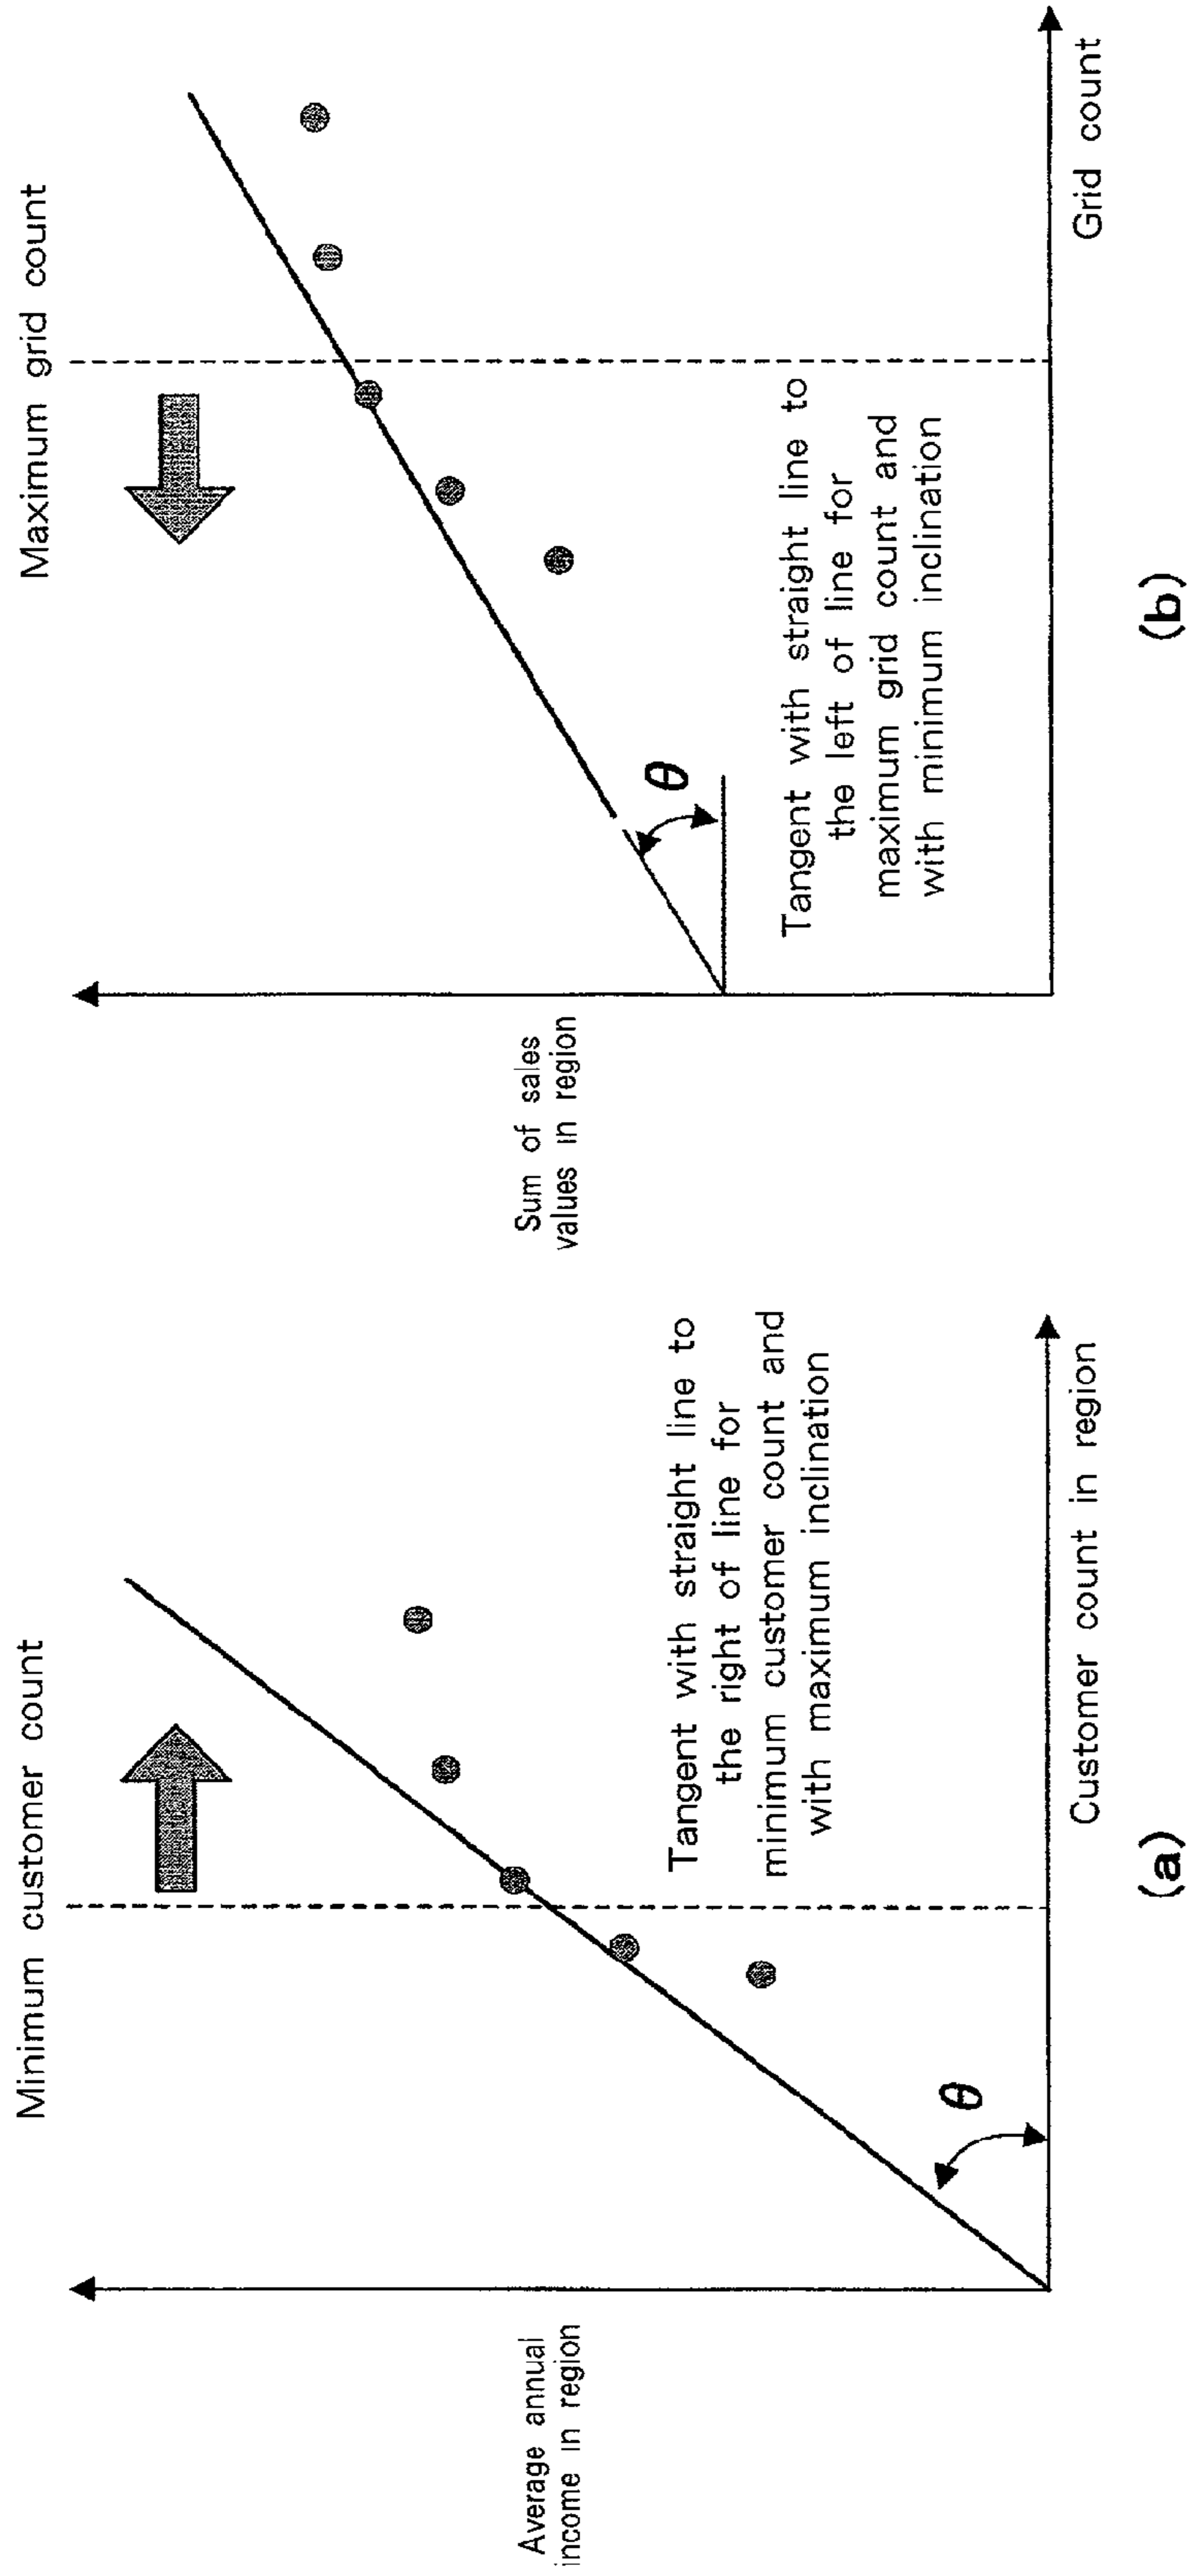 Minimum customer count
Average annual
income in region
Tangent with straight line to
the right of line for
minimum customer count and
with maximum inclination
θ
Customer count in region
(a)
Maximum grid count
Sum of sales
values in region
θ
Tangent with straight line to
the left of line for
maximum grid count and
with minimum inclination
Grid count
(b)